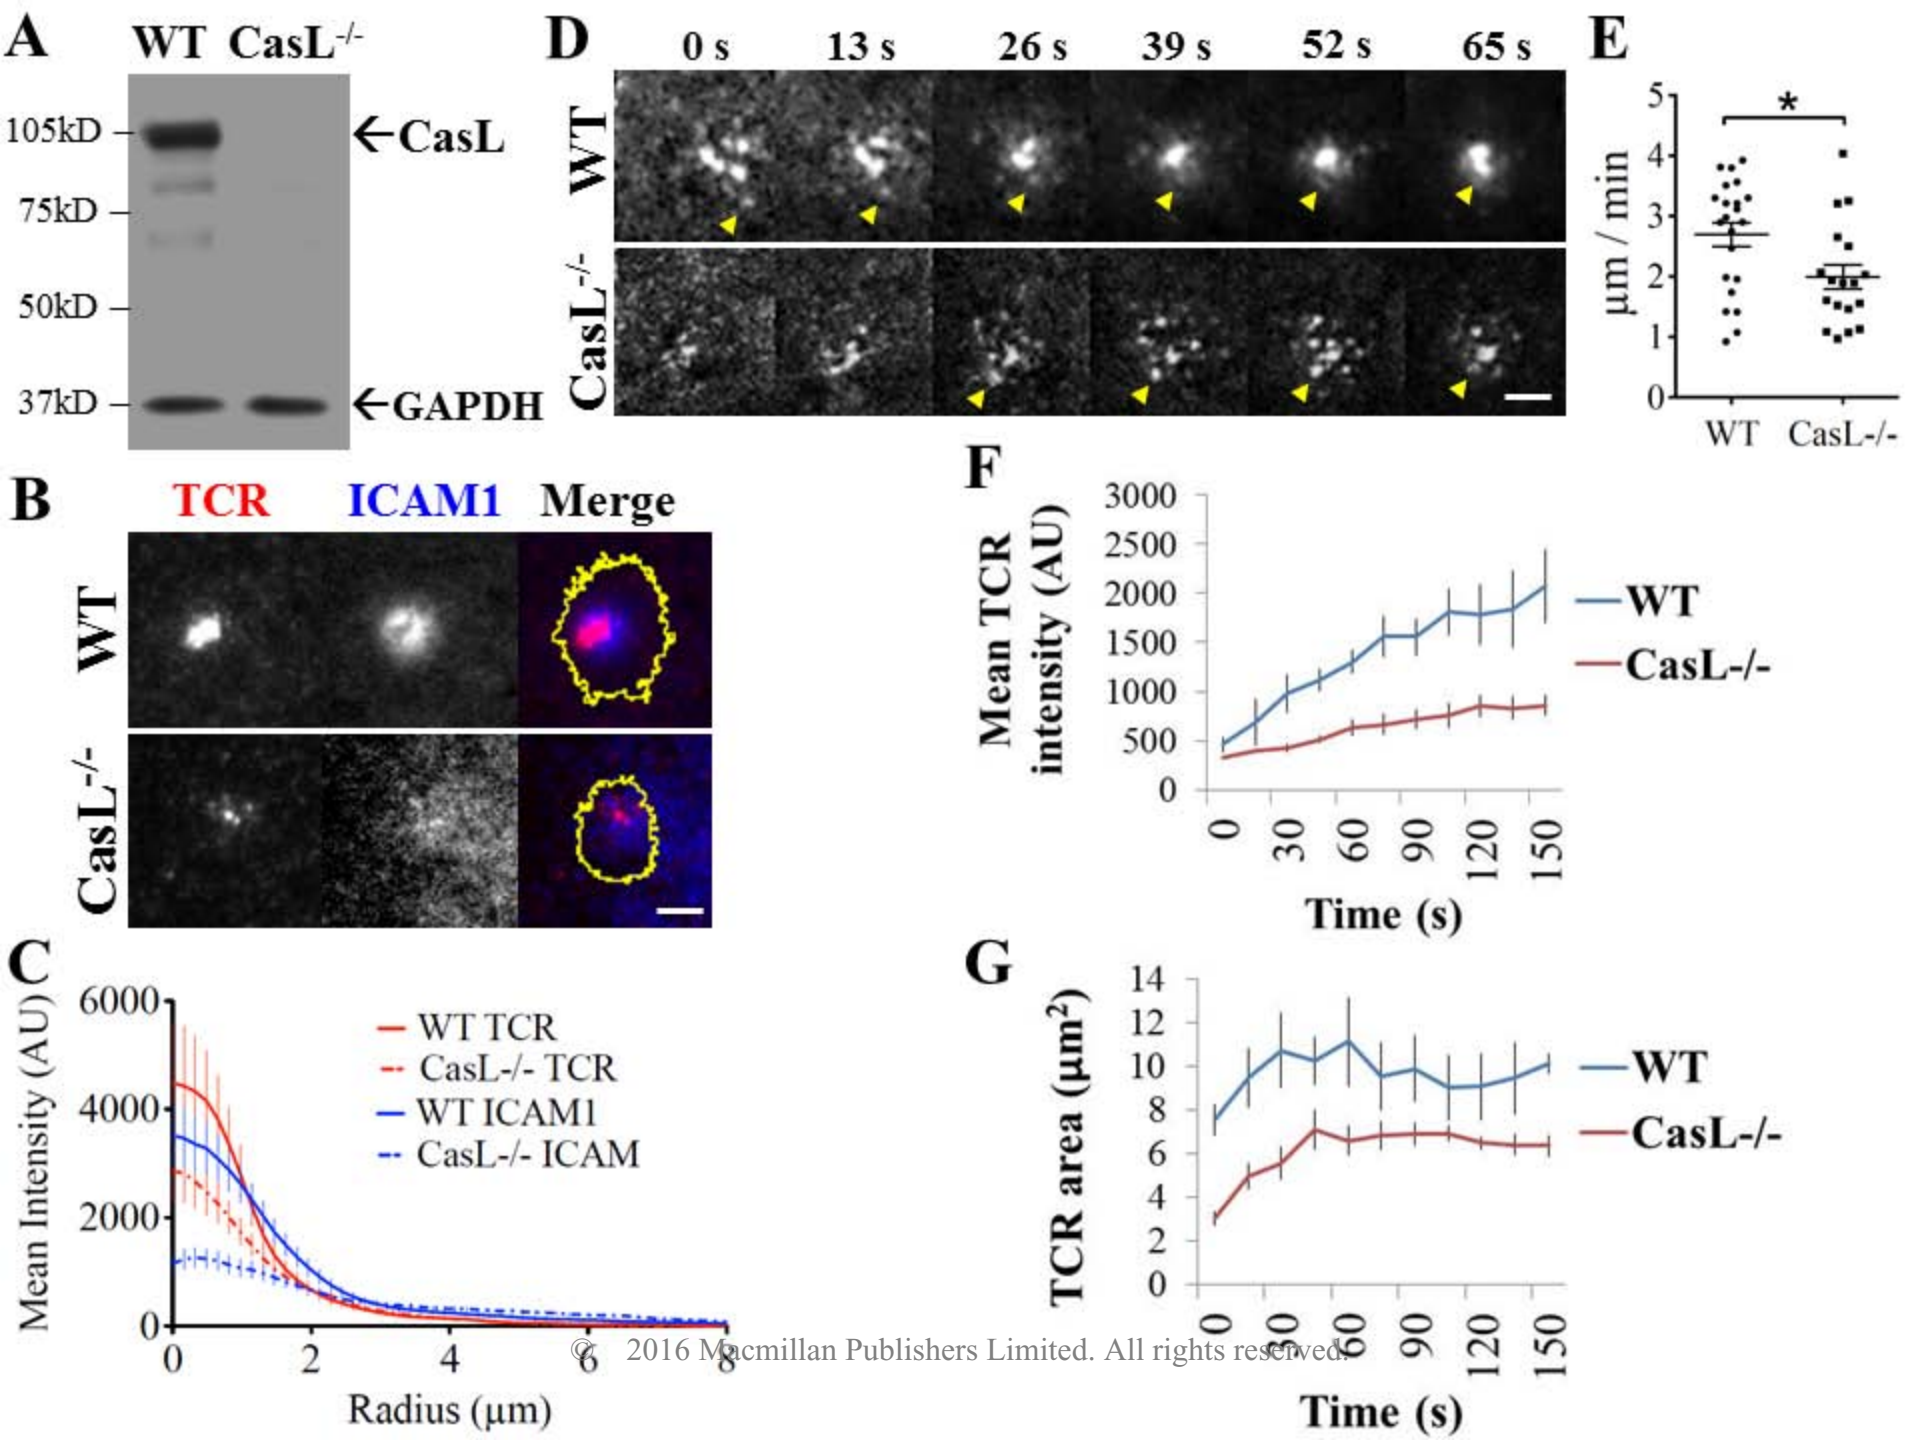 A
WT CasL-/-
105kD
75kD
50kD
37kD
←CasL
←GAPDH
B
TCR ICAM1 Merge
WT
CasL-/-
C
Mean Intensity (AU)
6000
4000
2000
0
WT TCR
CasL-/- TCR
WT ICAM1
CasL-/- ICAM
0 2 4 6 8
Radius (µm)
D
0 s 13 s 26 s 39 s 52 s 65 s
WT
CasL-/-
E
µm / min
5
4
3
2
1
0
*
WT CasL-/-
F
Mean TCR
intensity (AU)
3000
2500
2000
1500
1000
500
0
WT
CasL-/-
0 30 60 90 120 150
Time (s)
G
TCR area (µm²)
14
12
10
8
6
4
2
0
WT
CasL-/-
0 30 60 90 120 150
Time (s)
© 2016 Macmillan Publishers Limited. All rights reserved.